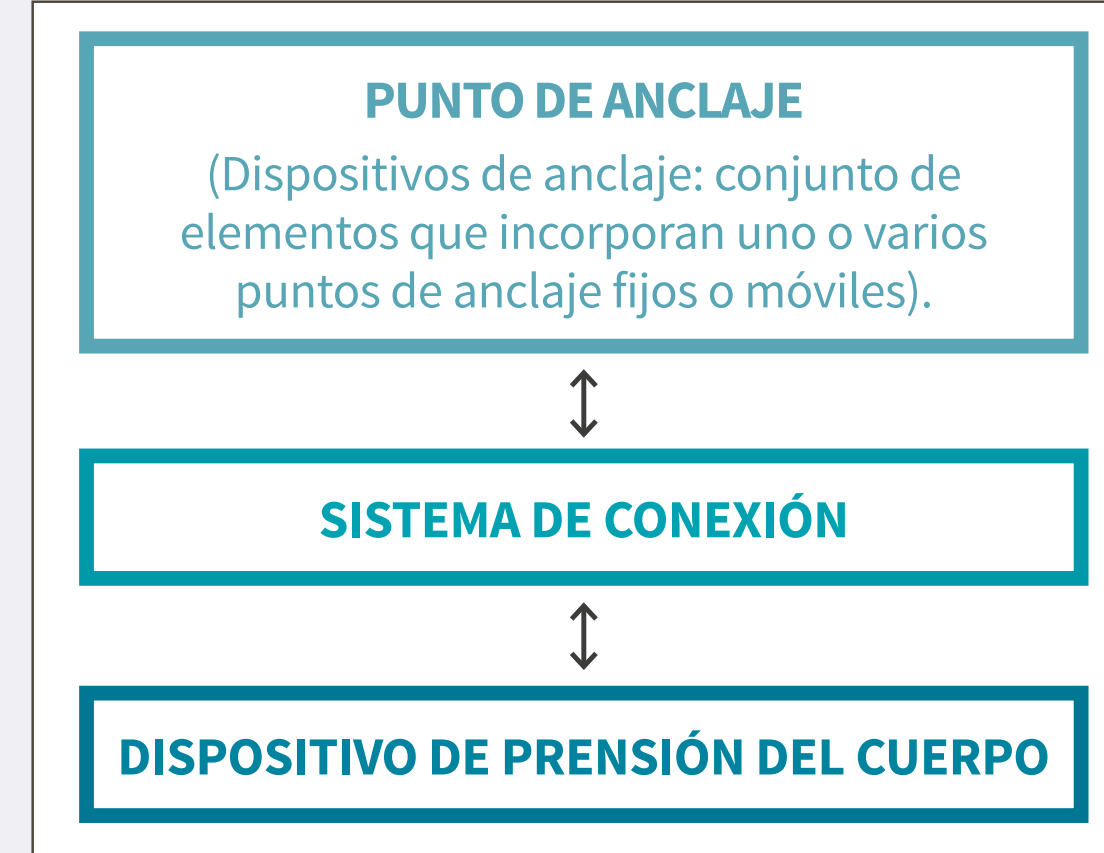 PUNTO DE ANCLAJE
(Dispositivos de anclaje: conjunto de
elementos que incorporan uno o varios
puntos de anclaje fijos o móviles).
SISTEMA DE CONEXIÓN
DISPOSITIVO DE PRENSIÓN DEL CUERPO